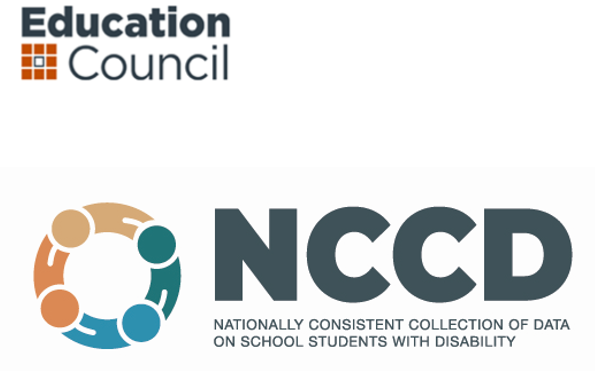 Education
Council
NCCD
NATIONALLY CONSISTENT COLLECTION OF DATA
ON SCHOOL STUDENTS WITH DISABILITY